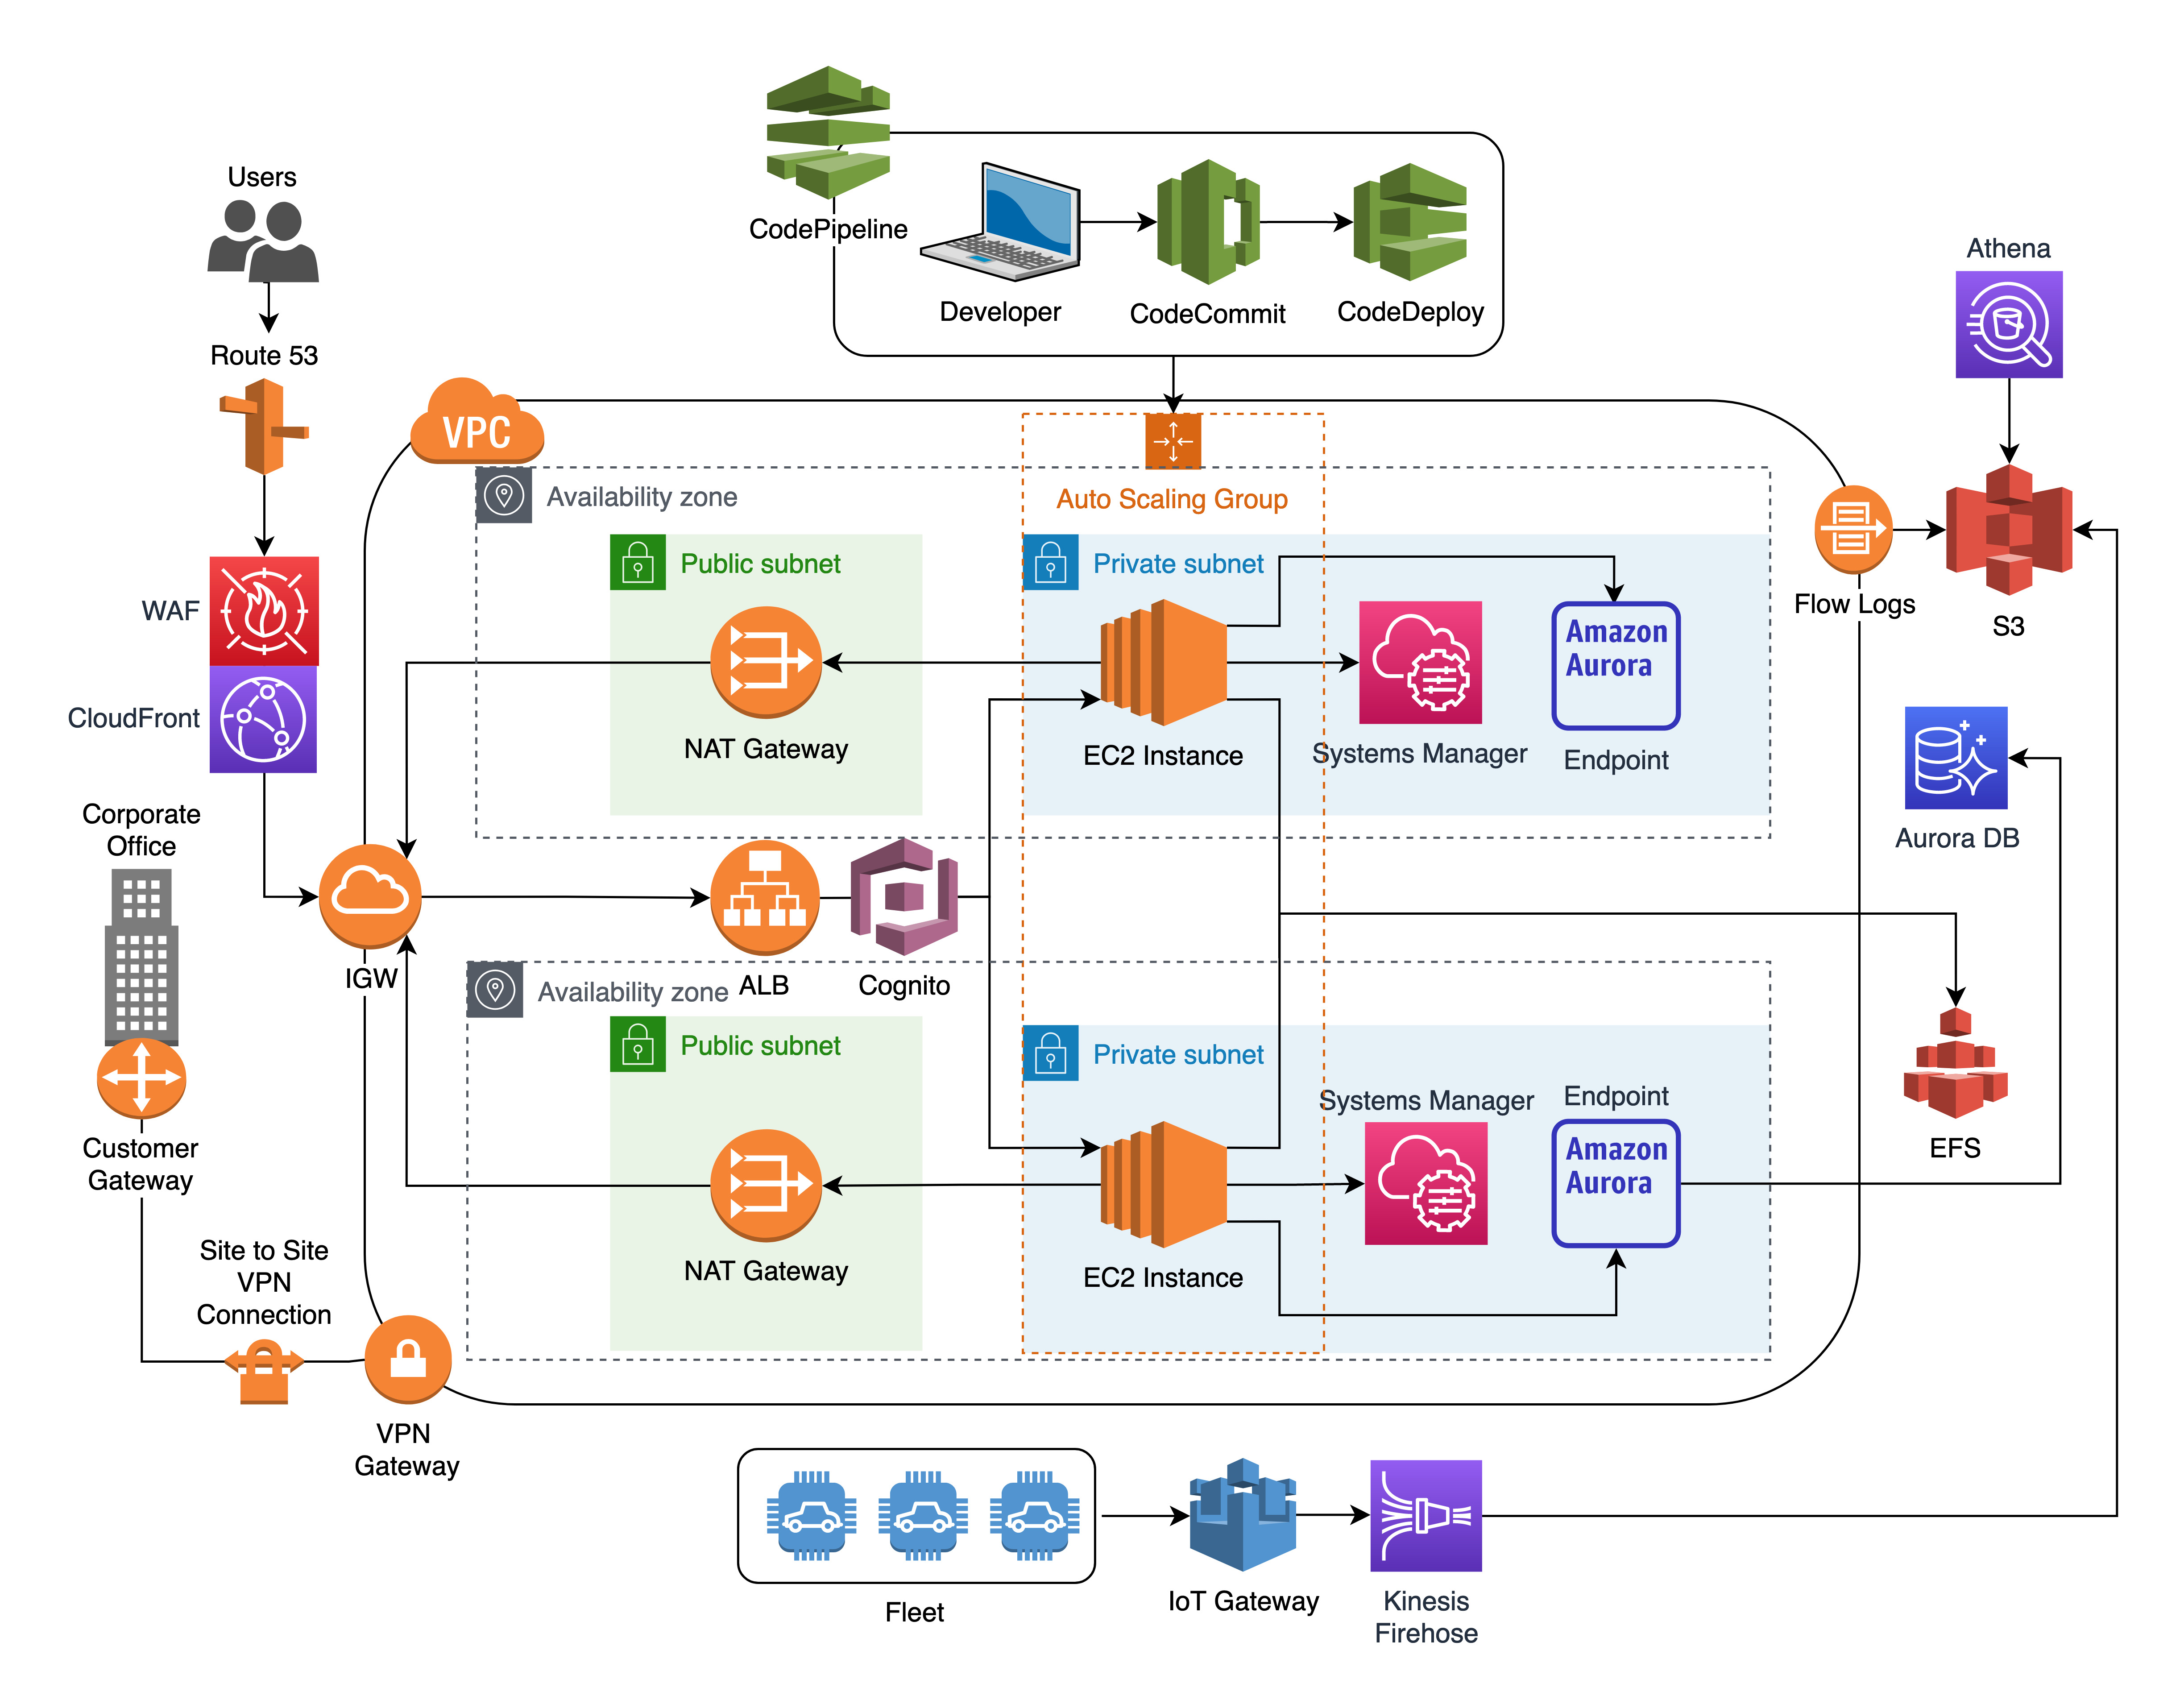 CodePipeline
Developer
CodeCommit
CodeDeploy
Users
Route 53
WAF
CloudFront
Corporate
Office
Customer
Gateway
Site to Site
VPN
Connection
VPN
Gateway
IGW
VPC
Availability zone
Auto Scaling Group
Public subnet
NAT Gateway
Private subnet
EC2 Instance
Systems Manager
Amazon
Aurora
Endpoint
ALB
Cognito
Availability zone
Public subnet
NAT Gateway
Private subnet
EC2 Instance
Systems Manager
Endpoint
Amazon
Aurora
Flow Logs
Athena
S3
Aurora DB
EFS
Fleet
IoT Gateway
Kinesis
Firehose